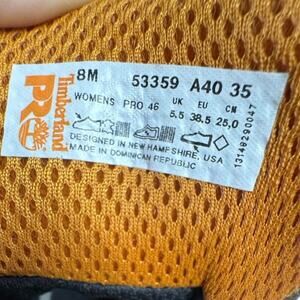 Timberland
PRO
8M 53359 A40 35
WOMENS PRO 46 UK EU CM
5.5 38.5 25.0
DESIGNED IN NEW HAMPSHIRE, USA
MADE IN DOMINICAN REPUBLIC